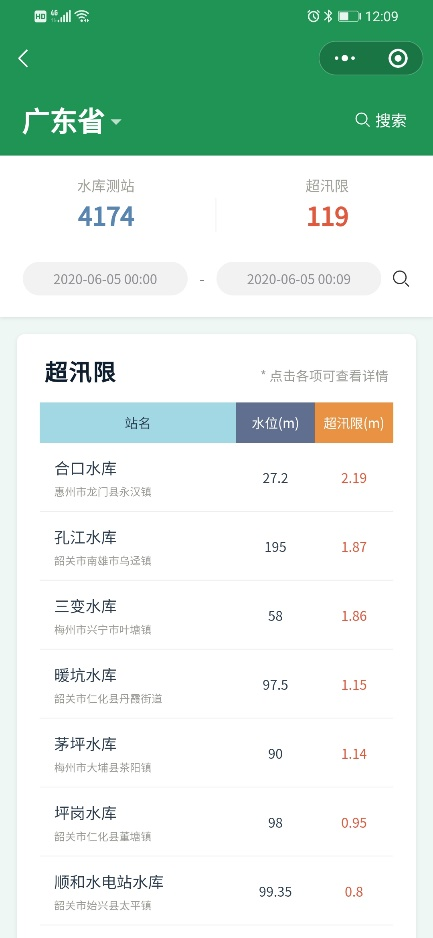 HD 4G 12:09
广东省
搜索
水库测站 超汛限
4174 119
2020-06-05 00:00 - 2020-06-05 00:09
超汛限 * 点击各项可查看详情
站名 水位(m) 超汛限(m)
合口水库
惠州市龙门县永汉镇
27.2 2.19
孔江水库
韶关市南雄市乌迳镇
195 1.87
三变水库
梅州市兴宁市叶塘镇
58 1.86
暖坑水库
韶关市仁化县丹霞街道
97.5 1.15
茅坪水库
梅州市大埔县茶阳镇
90 1.14
坪岗水库
韶关市仁化县董塘镇
98 0.95
顺和水电站水库
韶关市始兴县太平镇
99.35 0.8